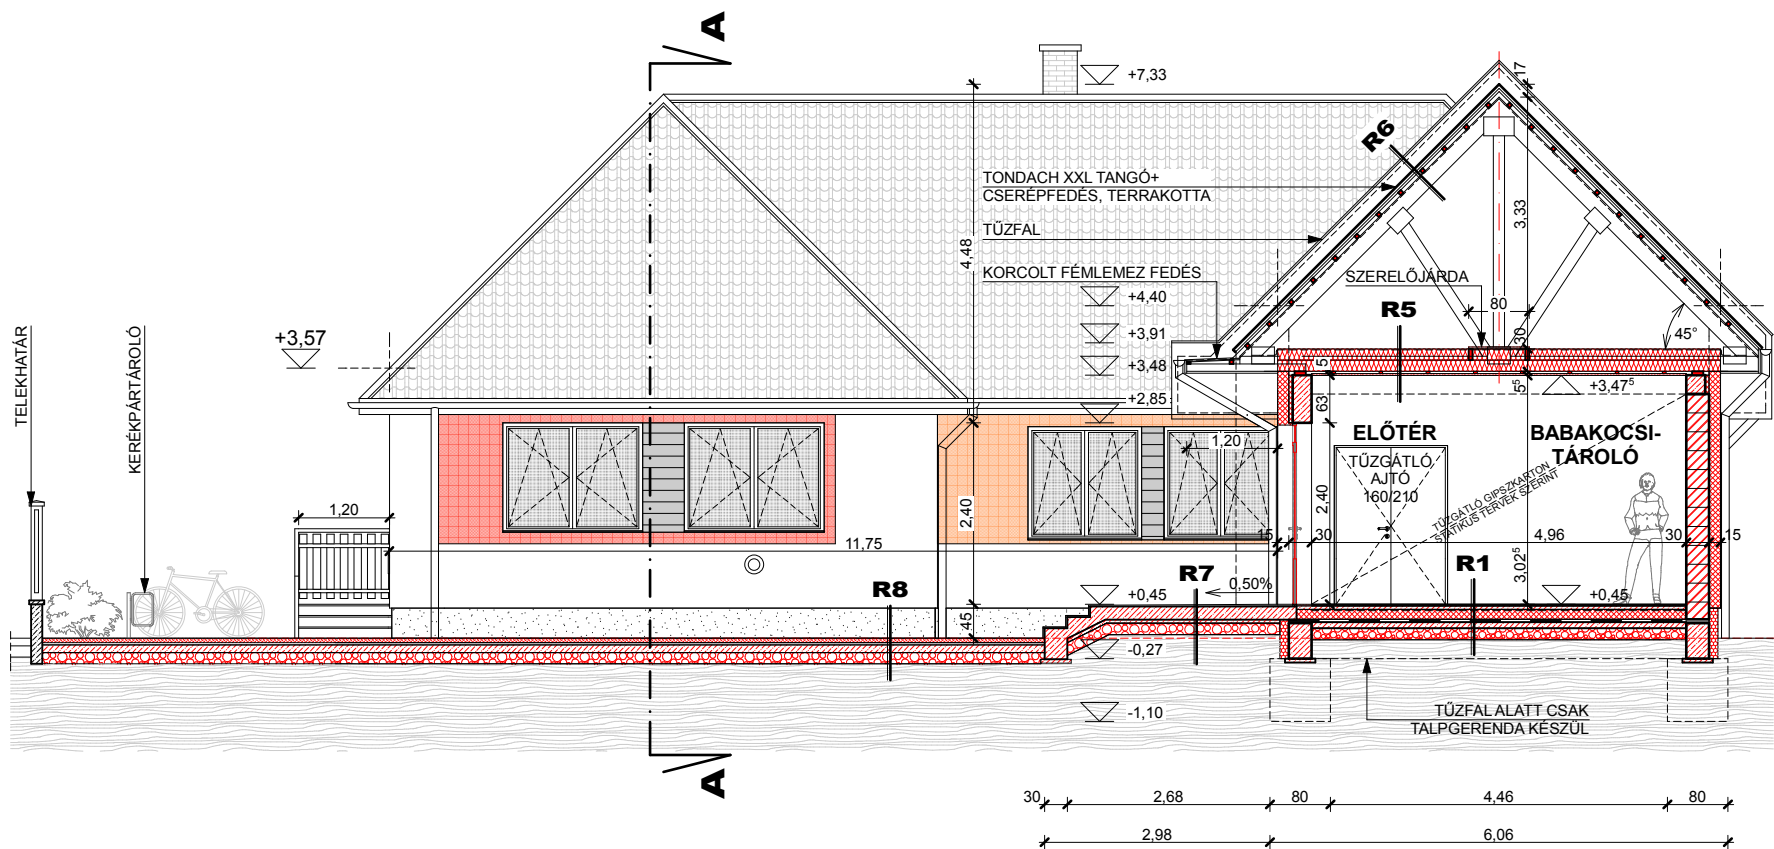 A
+7,33
17
R6
TONDACH XXL TANGÓ+
CSERÉPFEDÉS, TERRAKOTTA
3,33
TŰZFAL
4,48
KORCOLT FÉMLEMEZ FEDÉS
SZERELŐJÁRDA
+4,40
80
R5
+3,57
+3,91
30
45°
+3,48
5
5⁵
+3,47⁵
TELEKHATÁR
KERÉKPÁRTÁROLÓ
+2,85
63
ELŐTÉR
BABAKOCSI-
TÁROLÓ
1,20
TŰZGÁTLÓ
AJTÓ
160/210
TŰZGÁTLÓ GIPSZKARTON
STATIKUS TERVEK SZERINT
2,40
2,40
1,20
11,75
15
30
4,96
30
15
R8
+0,45
R7
0,50%
R1
3,02⁵
+0,45
45
-0,27
-1,10
TŰZFAL ALATT CSAK
TALPGERENDA KÉSZÜL
A
30
2,68
80
4,46
80
2,98
6,06